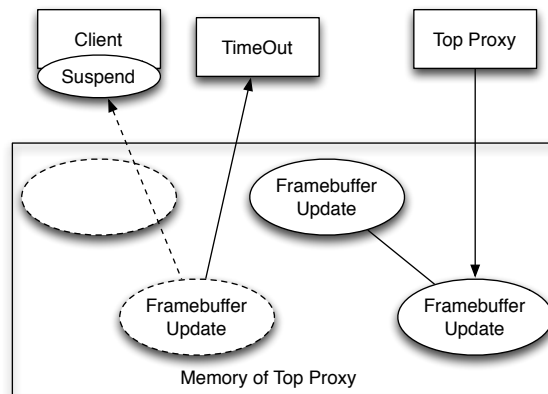 Client
Suspend
TimeOut
Top Proxy
Framebuffer
Update
Framebuffer
Update
Framebuffer
Update
Memory of Top Proxy